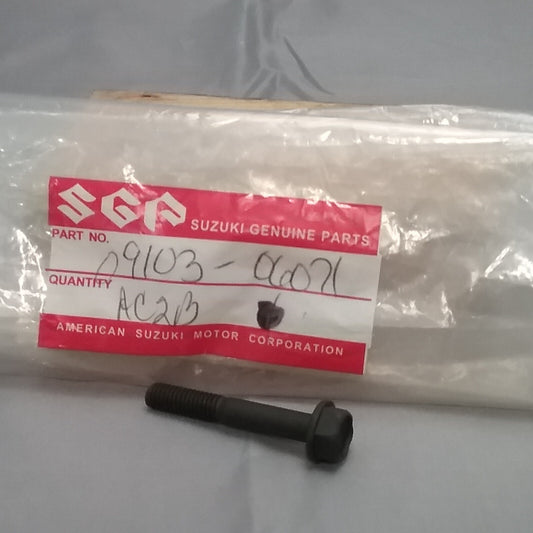 SGP SUZUKI GENUINE PARTS
PART NO. 09103-06071
QUANTITY AC2B
AMERICAN SUZUKI MOTOR CORPORATION